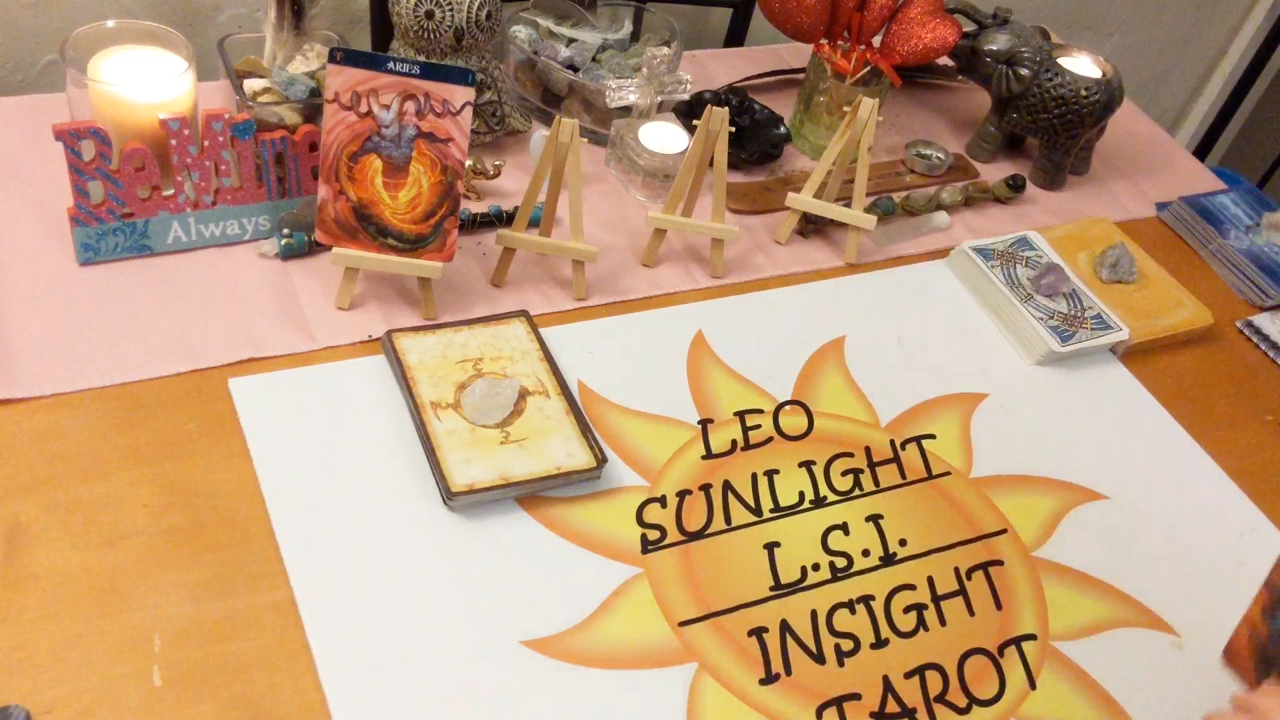 ARIES
Be Mine
Always
LEO
SUNLIGHT
L.S.I.
INSIGHT
TAROT